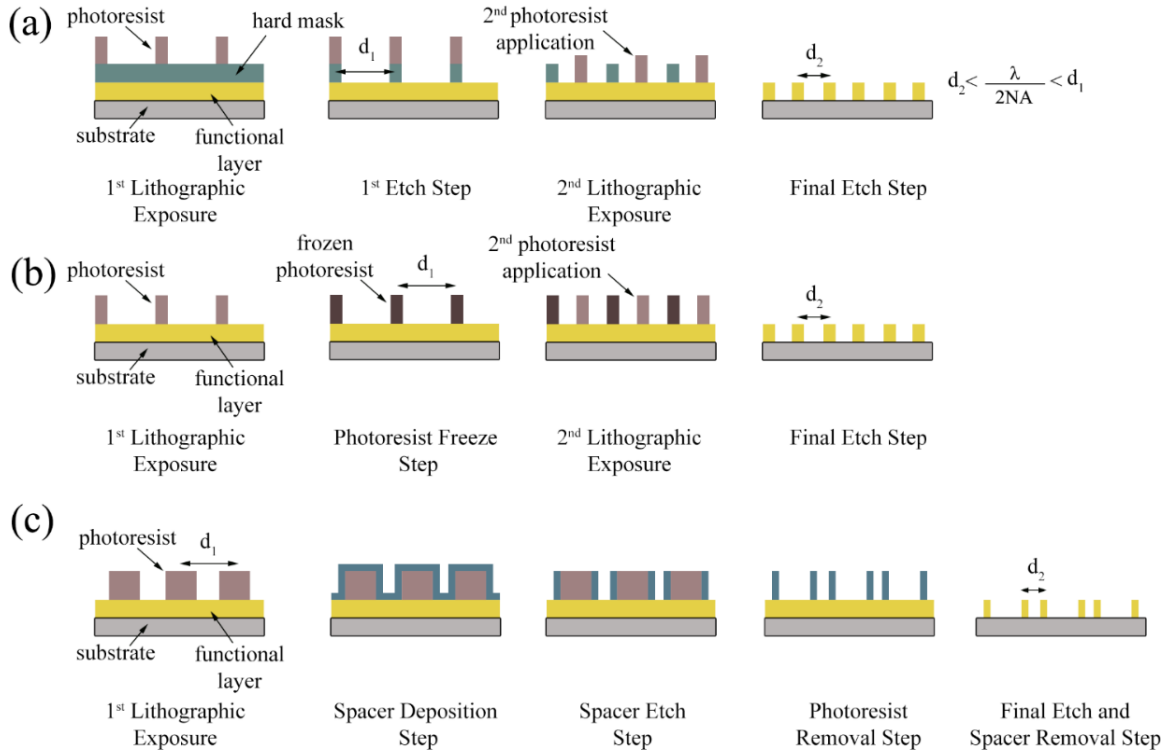 (a)
photoresist
hard mask
d₁
2ⁿᵈ photoresist
application
d₂
d₂ < λ/2NA < d₁
substrate
functional
layer
1ˢᵗ Lithographic
Exposure
1ˢᵗ Etch Step
2ⁿᵈ Lithographic
Exposure
Final Etch Step
(b)
photoresist
frozen
photoresist
d₁
2ⁿᵈ photoresist
application
d₂
substrate
functional
layer
1ˢᵗ Lithographic
Exposure
Photoresist Freeze
Step
2ⁿᵈ Lithographic
Exposure
Final Etch Step
(c)
photoresist
d₁
d₂
substrate
functional
layer
1ˢᵗ Lithographic
Exposure
Spacer Deposition
Step
Spacer Etch
Step
Photoresist
Removal Step
Final Etch and
Spacer Removal Step